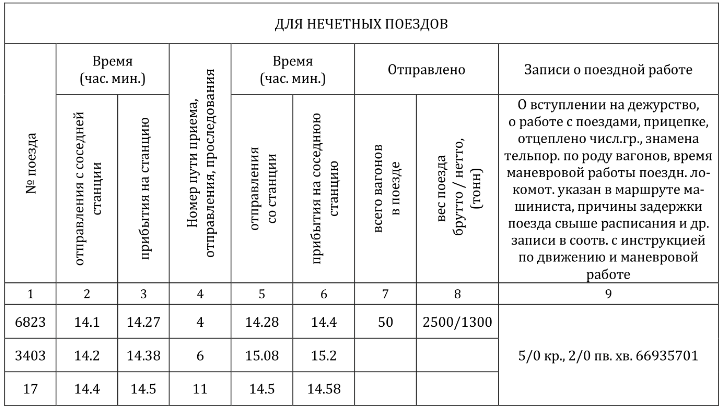 ДЛЯ НЕЧЕТНЫХ ПОЕЗДОВ
№ поезда
Время
(час. мин.)
Номер пути приема,
отправления, проследования
Время
(час. мин.)
Отправлено
Записи о поездной работе
отправления с соседней
станции
прибытия на станцию
отправления
со станции
прибытия на соседнюю
станцию
всего вагонов
в поезде
вес поезда
брутто / нетто,
(тонн)
О вступлении на дежурство,
о работе с поездами, прицепке,
отцеплено числ.гр., знамена
тельпор. по роду вагонов, время
маневровой работы поездн. ло-
комот. указан в маршруте ма-
шиниста, причины задержки
поезда свыше расписания и др.
записи в соотв. с инструкцией
по движению и маневровой
работе
1 2 3 4 5 6 7 8 9
6823 14.1 14.27 4 14.28 14.4 50 2500/1300
3403 14.2 14.38 6 15.08 15.2 5/0 кр., 2/0 пв. хв. 66935701
17 14.4 14.5 11 14.5 14.58